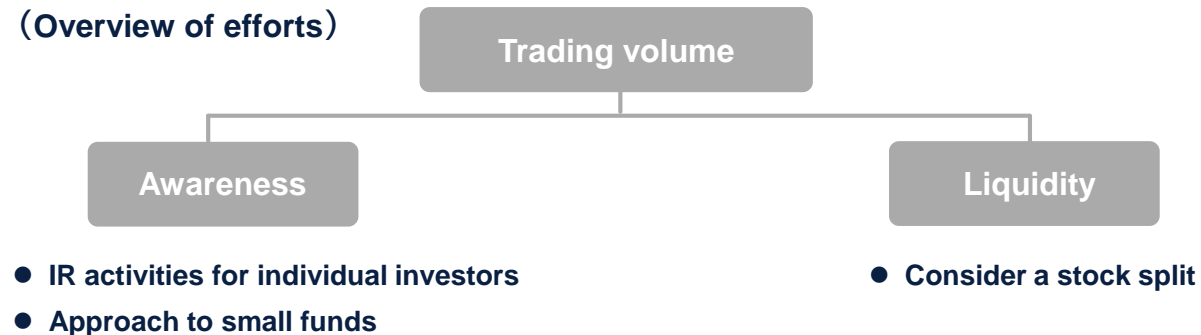 （Overview of efforts）
Trading volume
Awareness
Liquidity
● IR activities for individual investors
● Approach to small funds
● Consider a stock split